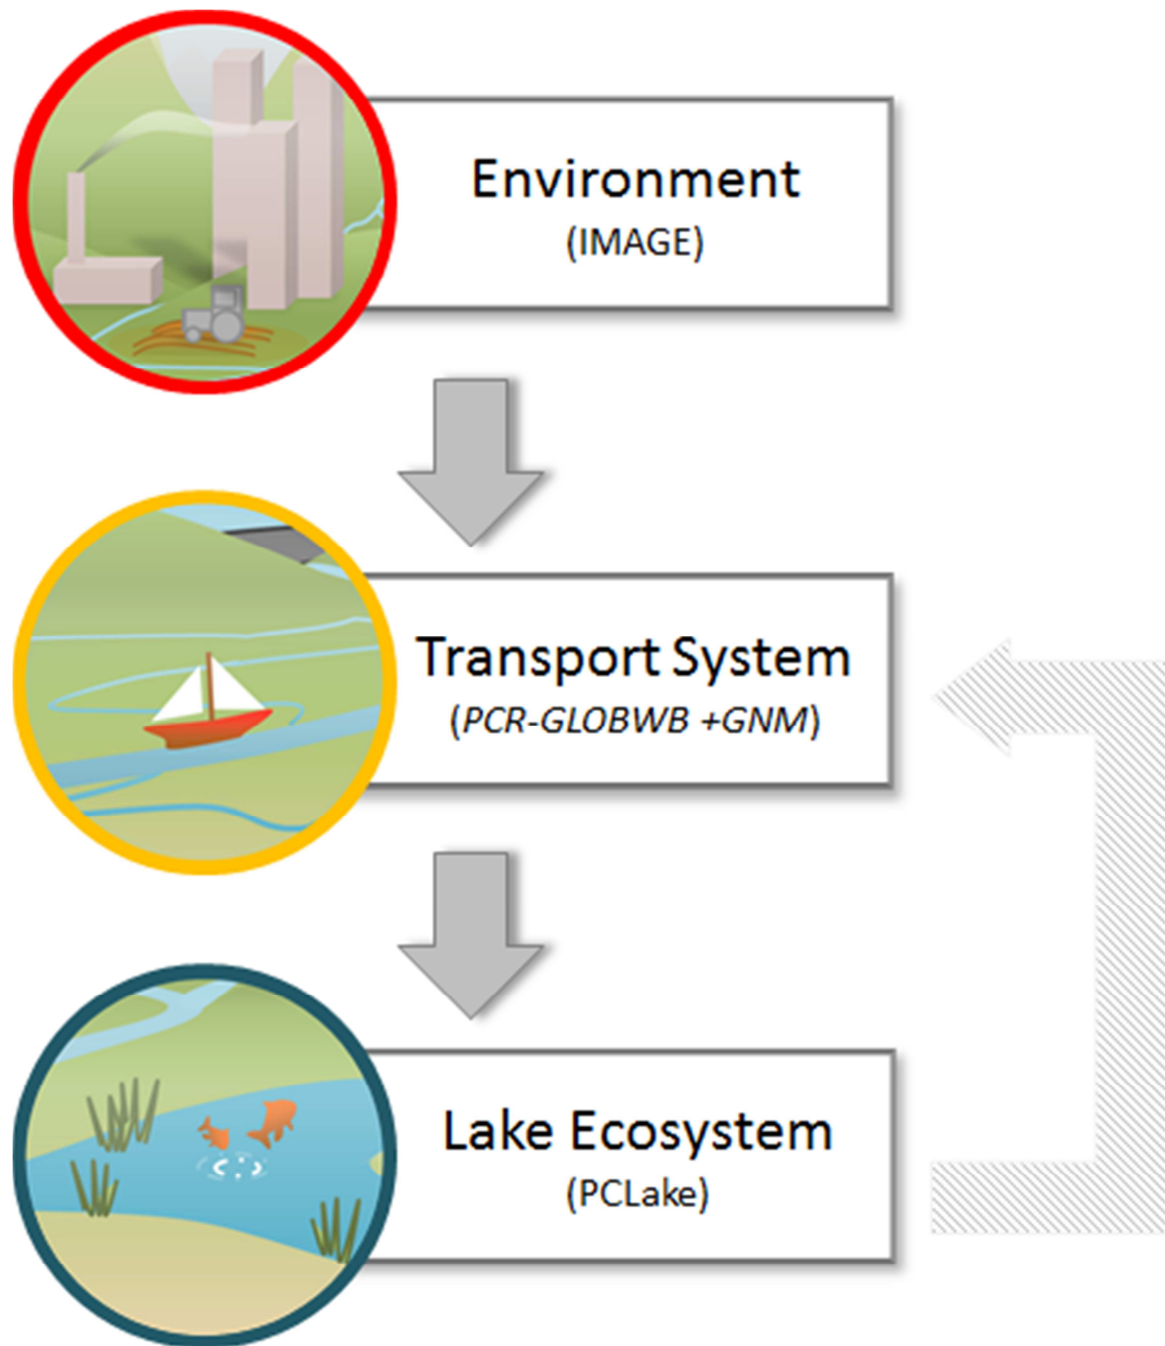 Environment
(IMAGE)
Transport System
(PCR-GLOBWB +GNM)
Lake Ecosystem
(PCLake)